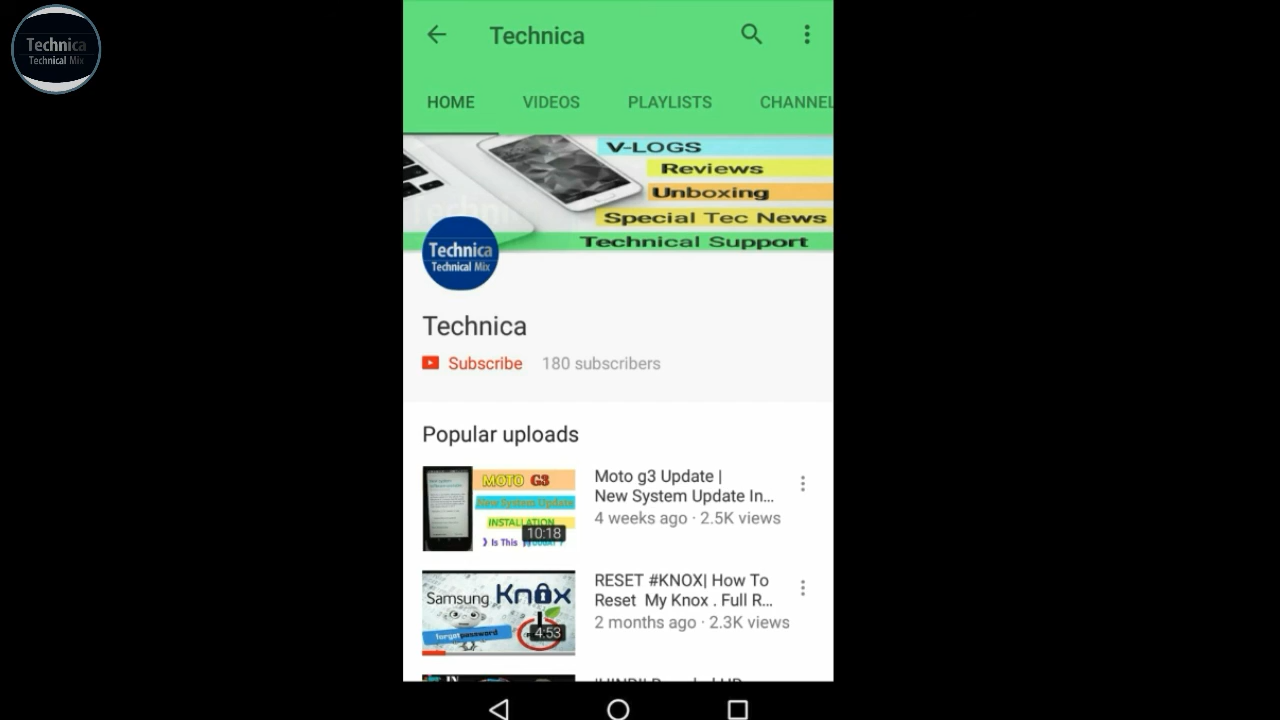 Technica
Technical Mix
Technica
HOME
VIDEOS
PLAYLISTS
CHANNEL
V-LOGS
Reviews
Unboxing
Special Tec News
Technical Support
Technica
Technical Mix
Technica
Subscribe
180 subscribers
Popular uploads
MOTO G3
New System Update
INSTALLATION
Is This
10:18
Moto g3 Update |
New System Update In...
4 weeks ago · 2.5K views
Samsung Knox
forgot password
4:53
RESET #KNOX| How To
Reset My Knox . Full R...
2 months ago · 2.3K views